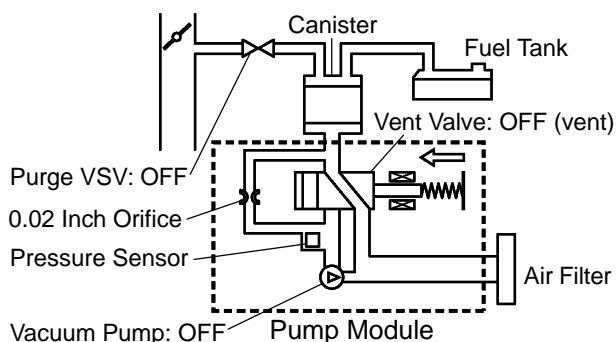 Canister
Fuel Tank
Vent Valve: OFF (vent)
Purge VSV: OFF
0.02 Inch Orifice
Pressure Sensor
Air Filter
Vacuum Pump: OFF
Pump Module